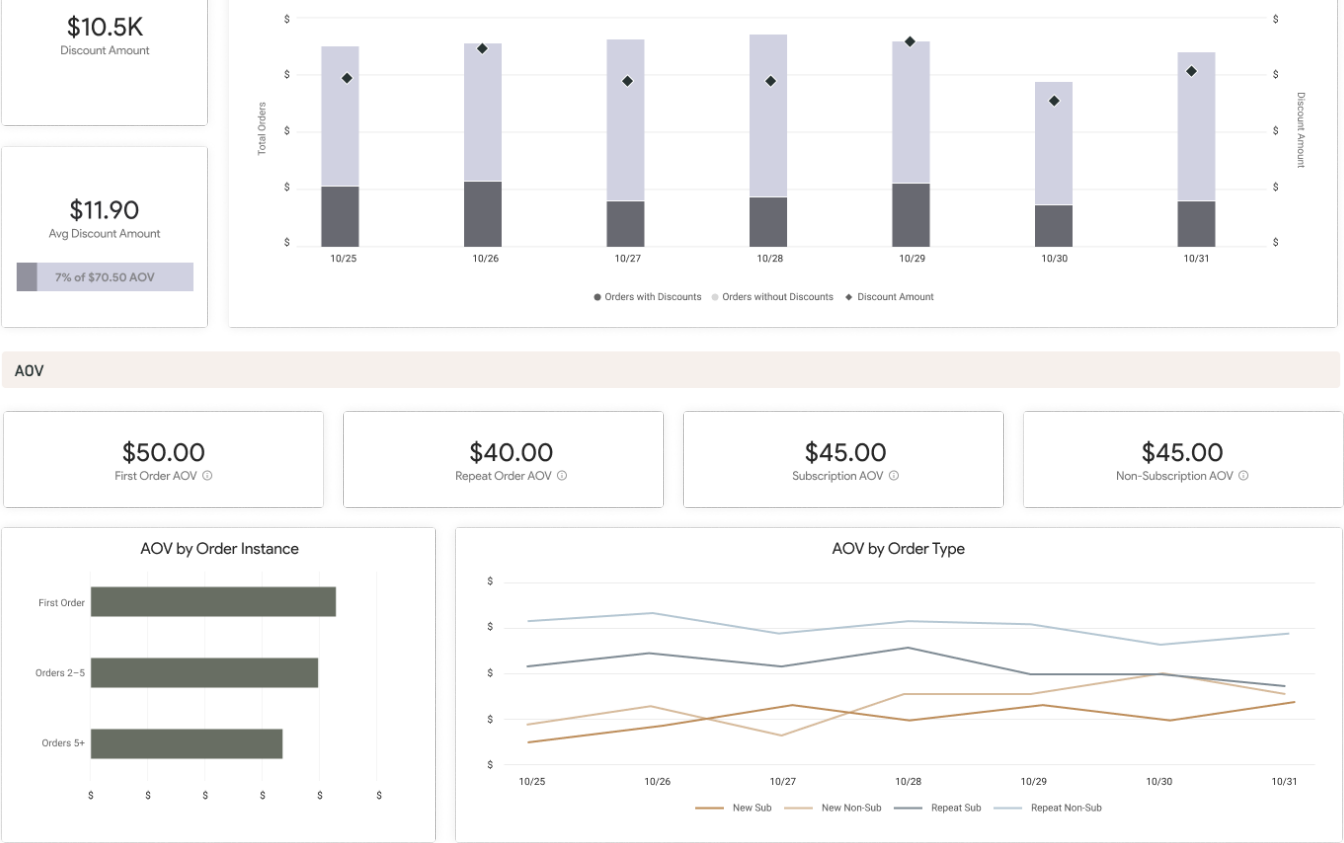 $10.5K
Discount Amount
$11.90
Avg Discount Amount
7% of $70.50 AOV
$
$
$
$
$
Total Orders
$
$
$
$
$
Discount Amount
10/25 10/26 10/27 10/28 10/29 10/30 10/31
Orders with Discounts Orders without Discounts Discount Amount
AOV
$50.00
First Order AOV
$40.00
Repeat Order AOV
$45.00
Subscription AOV
$45.00
Non-Subscription AOV
AOV by Order Instance
First Order
Orders 2–5
Orders 5+
$ $ $ $ $ $
AOV by Order Type
$
$
$
$
$
10/25 10/26 10/27 10/28 10/29 10/30 10/31
New Sub New Non-Sub Repeat Sub Repeat Non-Sub